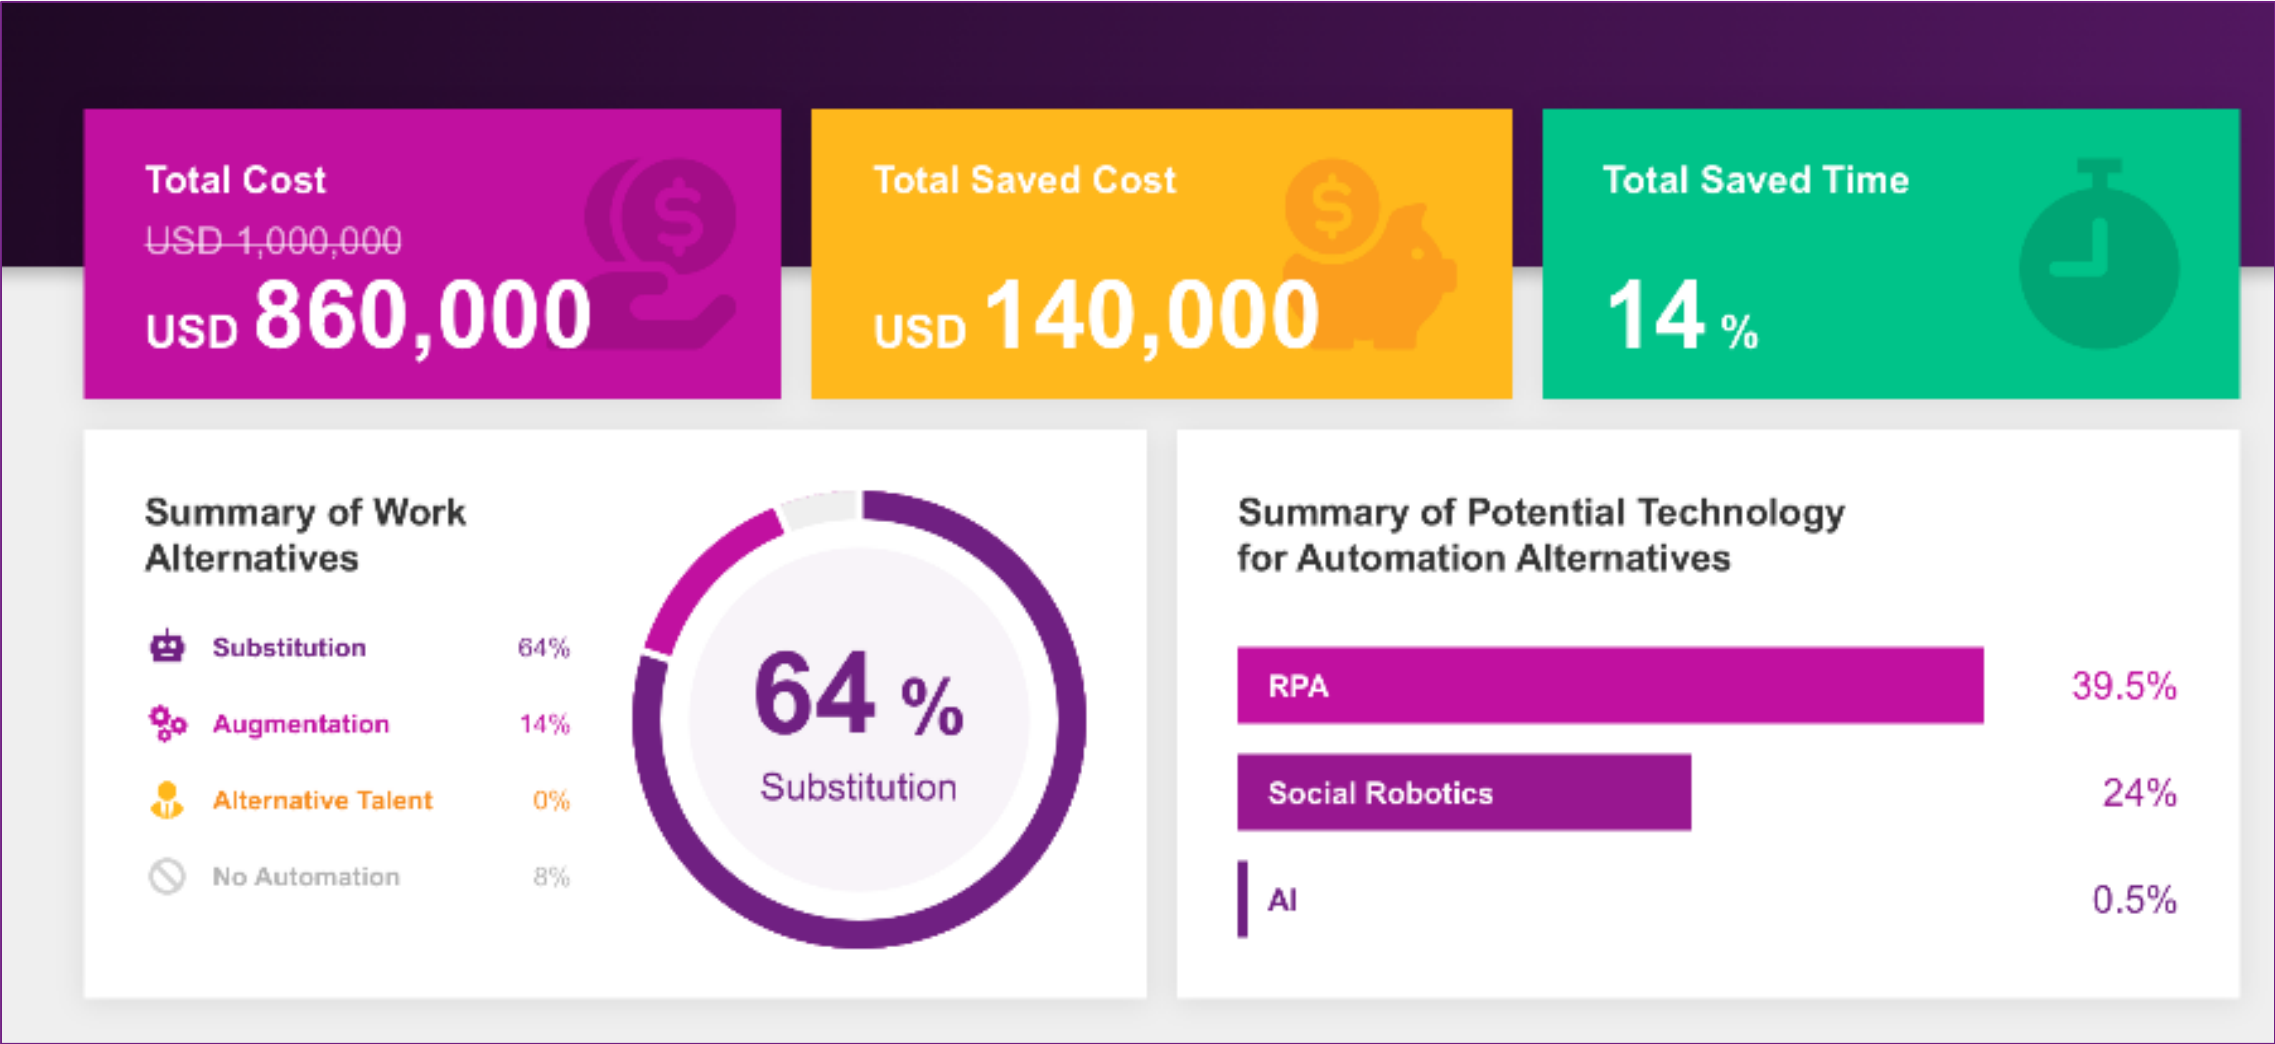 Total Cost
USD 1,000,000
USD 860,000
Total Saved Cost
USD 140,000
Total Saved Time
14 %
Summary of Work
Alternatives
Substitution 64%
Augmentation 14%
Alternative Talent 0%
No Automation 8%
64 %
Substitution
Summary of Potential Technology
for Automation Alternatives
RPA 39.5%
Social Robotics 24%
AI 0.5%